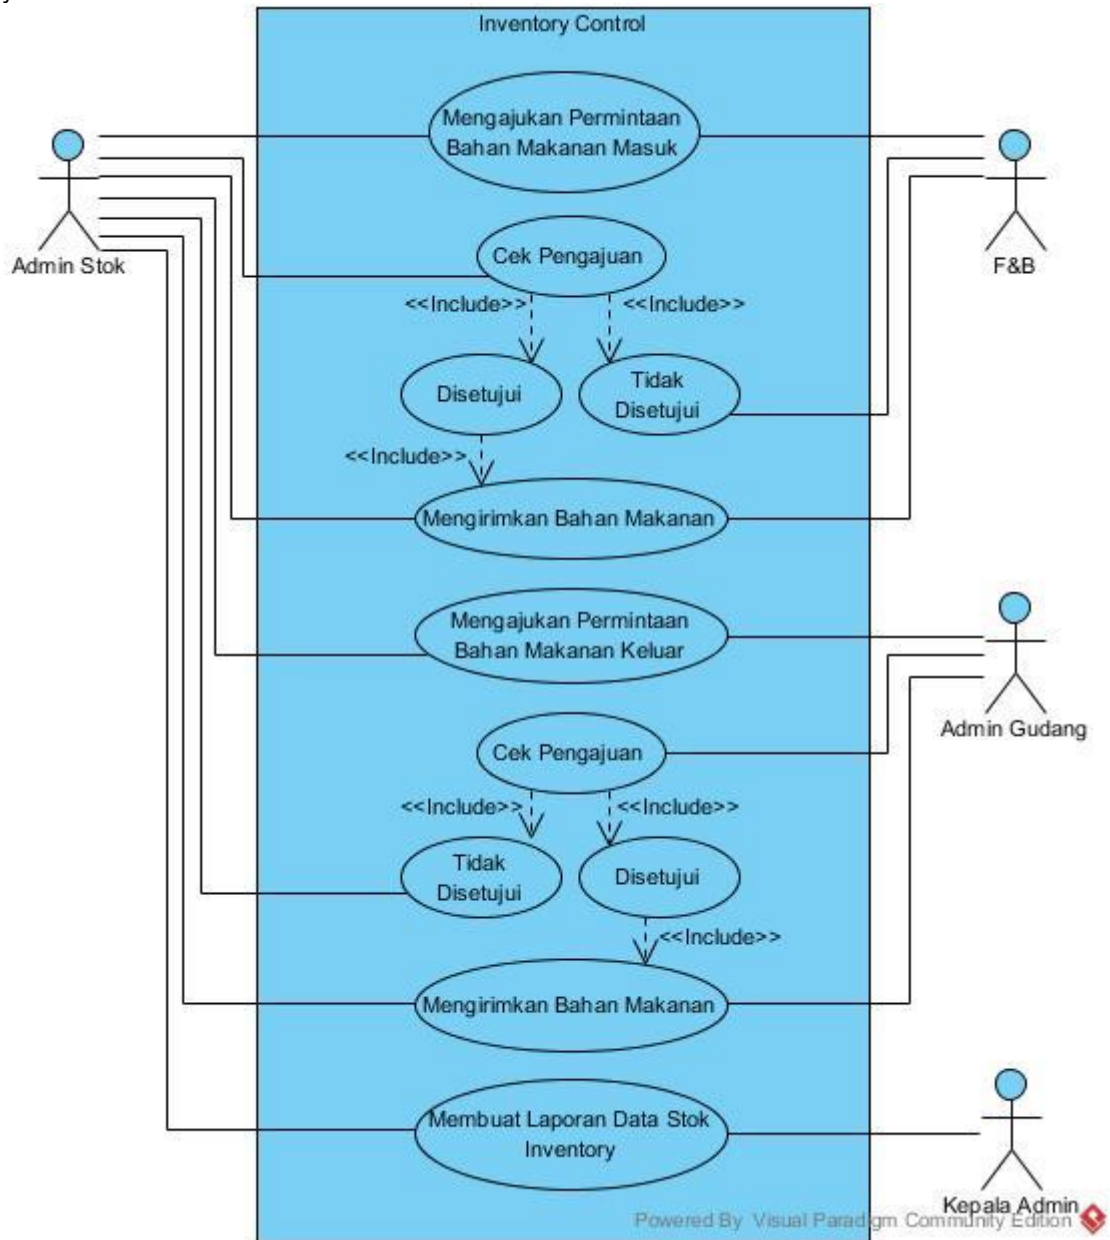 y
Inventory Control
Mengajukan Permintaan
Bahan Makanan Masuk
Admin Stok
F&B
Cek Pengajuan
<<Include>>
<<Include>>
Disetujui
Tidak
Disetujui
<<Include>>
Mengirimkan Bahan Makanan
Mengajukan Permintaan
Bahan Makanan Keluar
Admin Gudang
Cek Pengajuan
<<Include>>
<<Include>>
Tidak
Disetujui
Disetujui
<<Include>>
Mengirimkan Bahan Makanan
Membuat Laporan Data Stok
Inventory
Kepala Admin
Powered By Visual Paradigm Community Edition